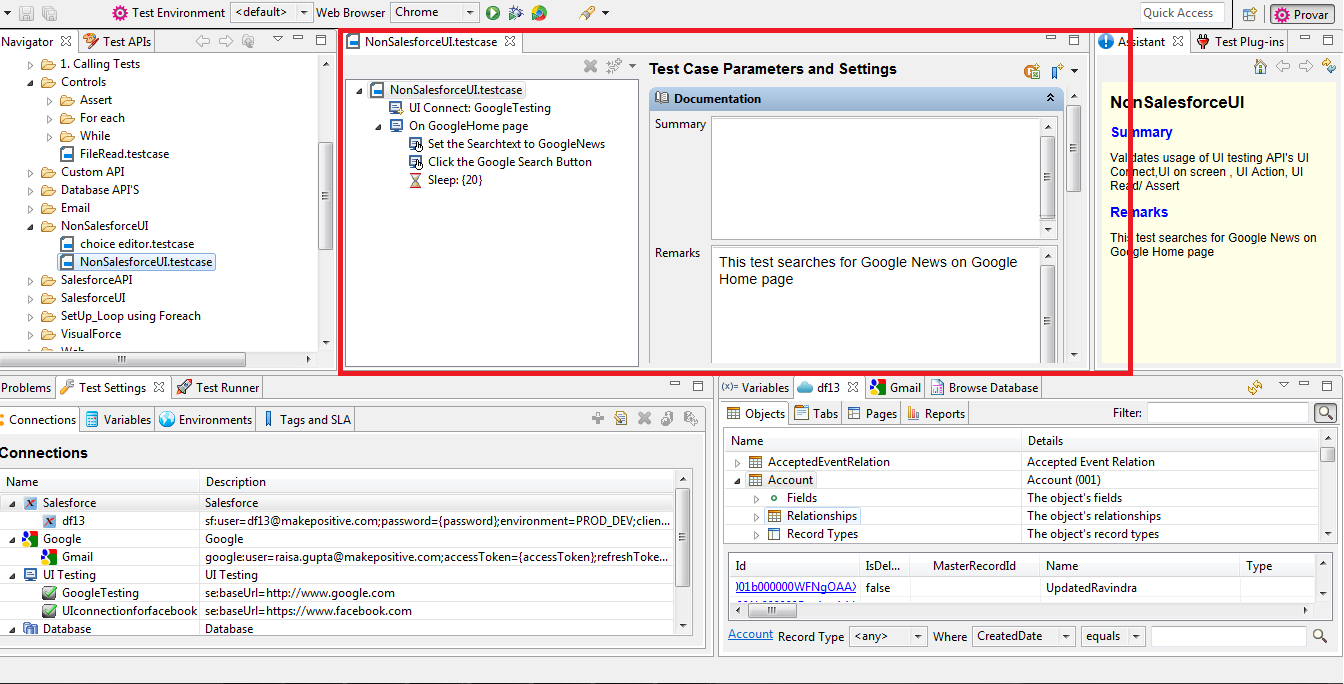 Test Environment <default> Web Browser Chrome Quick Access Provar
Navigator Test APIs
1. Calling Tests
Controls
Assert
For each
While
FileRead.testcase
Custom API
Database API'S
Email
NonSalesforceUI
choice editor.testcase
NonSalesforceUI.testcase
SalesforceAPI
SalesforceUI
SetUp_Loop using Foreach
VisualForce
NonSalesforceUI.testcase
NonSalesforceUI.testcase
UI Connect: GoogleTesting
On GoogleHome page
Set the Searchtext to GoogleNews
Click the Google Search Button
Sleep: {20}
Test Case Parameters and Settings
Documentation
Summary
Remarks
This test searches for Google News on Google
Home page
Assistant Test Plug-ins
NonSalesforceUI
Summary
Validates usage of UI testing API's UI
Connect,UI on screen , UI Action, UI
Read/ Assert
Remarks
This test searches for Google News on
Google Home page
Problems Test Settings Test Runner
Connections Variables Environments Tags and SLA
Connections
Name Description
Salesforce Salesforce
df13 sf:user=df13@makepositive.com;password={password};environment=PROD_DEV;clien...
Google Google
Gmail google:user=raisa.gupta@makepositive.com;accessToken={accessToken};refreshToke...
UI Testing UI Testing
GoogleTesting se:baseUrl=http://www.google.com
UIconnectionforfacebook se:baseUrl=https://www.facebook.com
Database Database
(x)= Variables df13 Gmail Browse Database
Objects Tabs Pages Reports Filter:
Name Details
AcceptedEventRelation Accepted Event Relation
Account Account (001)
Fields The object's fields
Relationships The object's relationships
Record Types The object's record types
Id IsDel... MasterRecordId Name Type
001b000000WFNgOAAX false UpdatedRavindra
Account Record Type <any> Where CreatedDate equals